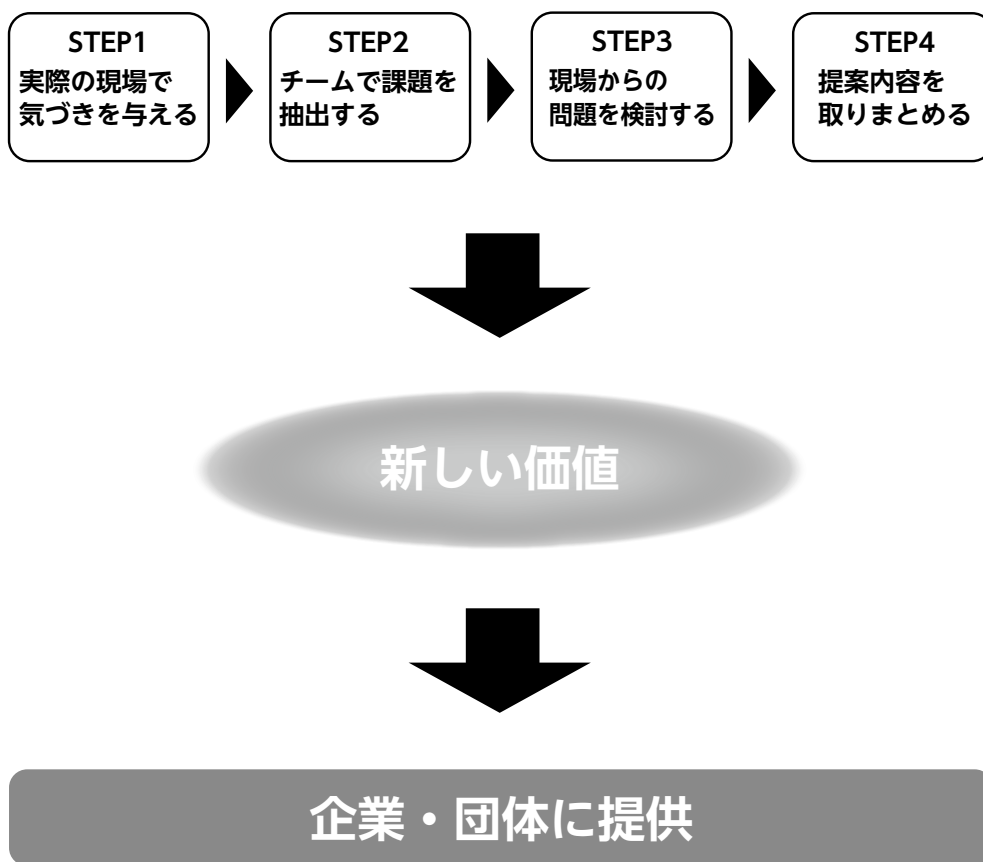 STEP1
実際の現場で
気づきを与える
STEP2
チームで課題を
抽出する
STEP3
現場からの
問題を検討する
STEP4
提案内容を
取りまとめる
新しい価値
企業・団体に提供